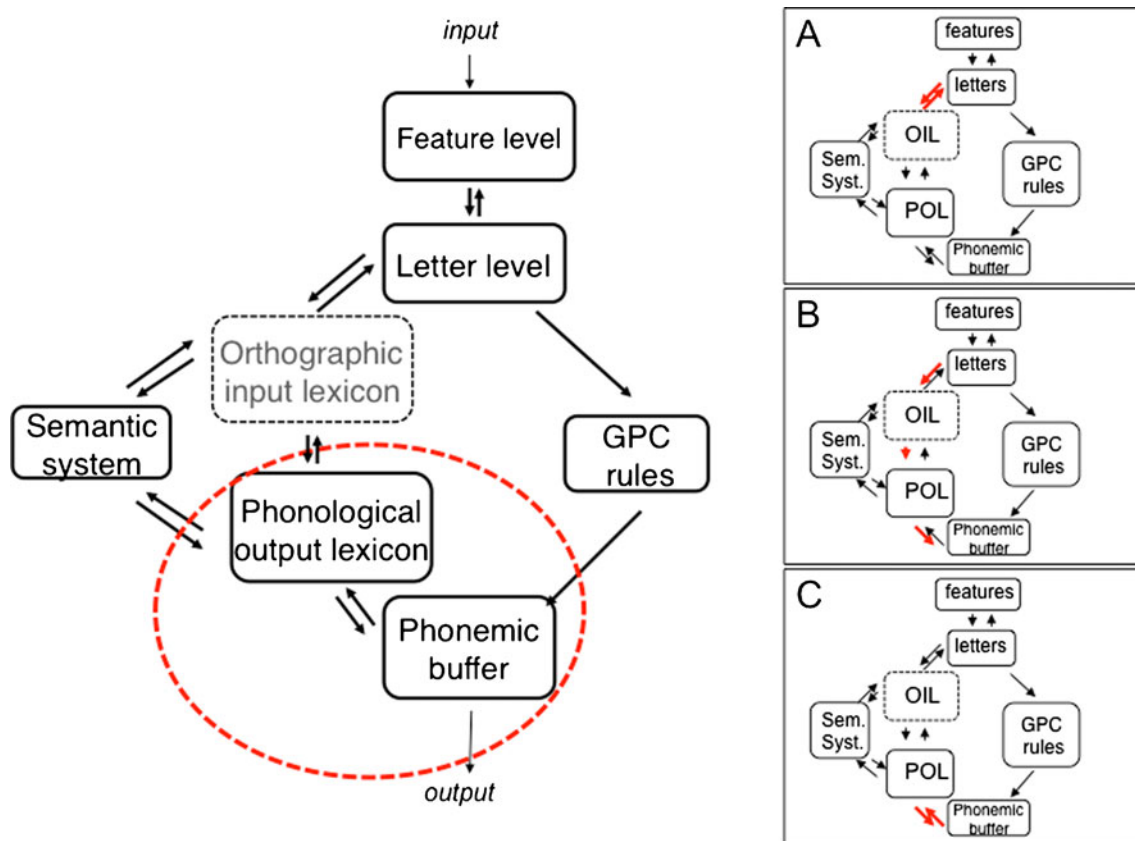 input
Feature level
Letter level
Orthographic
input lexicon
Semantic
system
GPC
rules
Phonological
output lexicon
Phonemic
buffer
output
A
features
letters
OIL
Sem.
Syst.
GPC
rules
POL
Phonemic
buffer
B
features
letters
OIL
Sem.
Syst.
GPC
rules
POL
Phonemic
buffer
C
features
letters
OIL
Sem.
Syst.
GPC
rules
POL
Phonemic
buffer